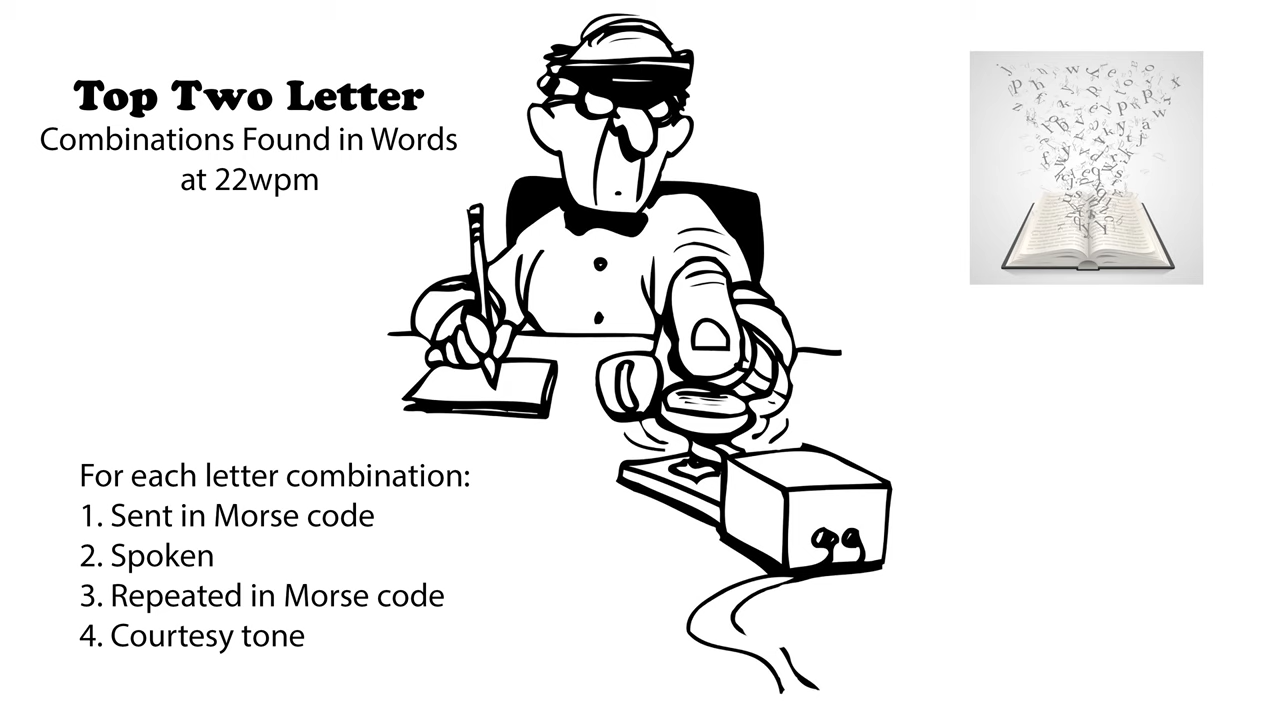 Top Two Letter
Combinations Found in Words
at 22wpm
For each letter combination:
1. Sent in Morse code
2. Spoken
3. Repeated in Morse code
4. Courtesy tone